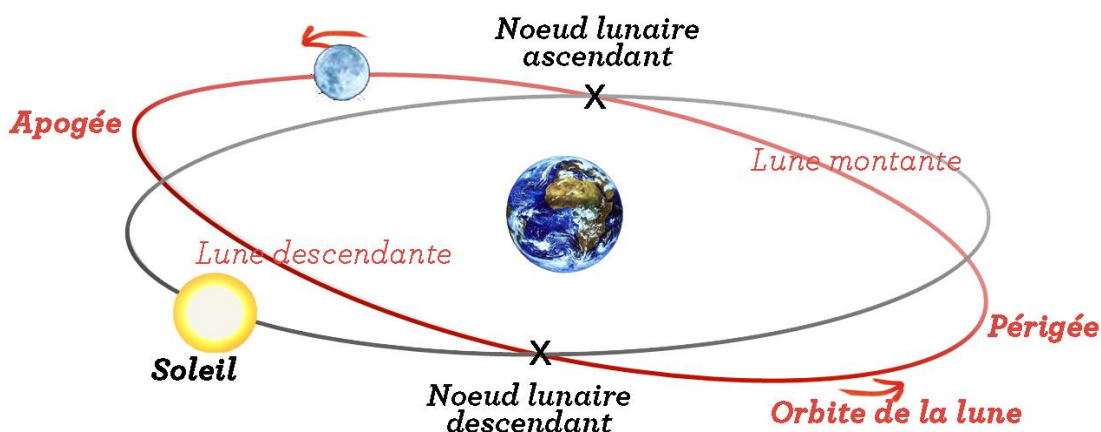 Noeud lunaire
ascendant
Apogée
Lune montante
Lune descendante
Périgée
Soleil
Noeud lunaire
descendant
Orbite de la lune